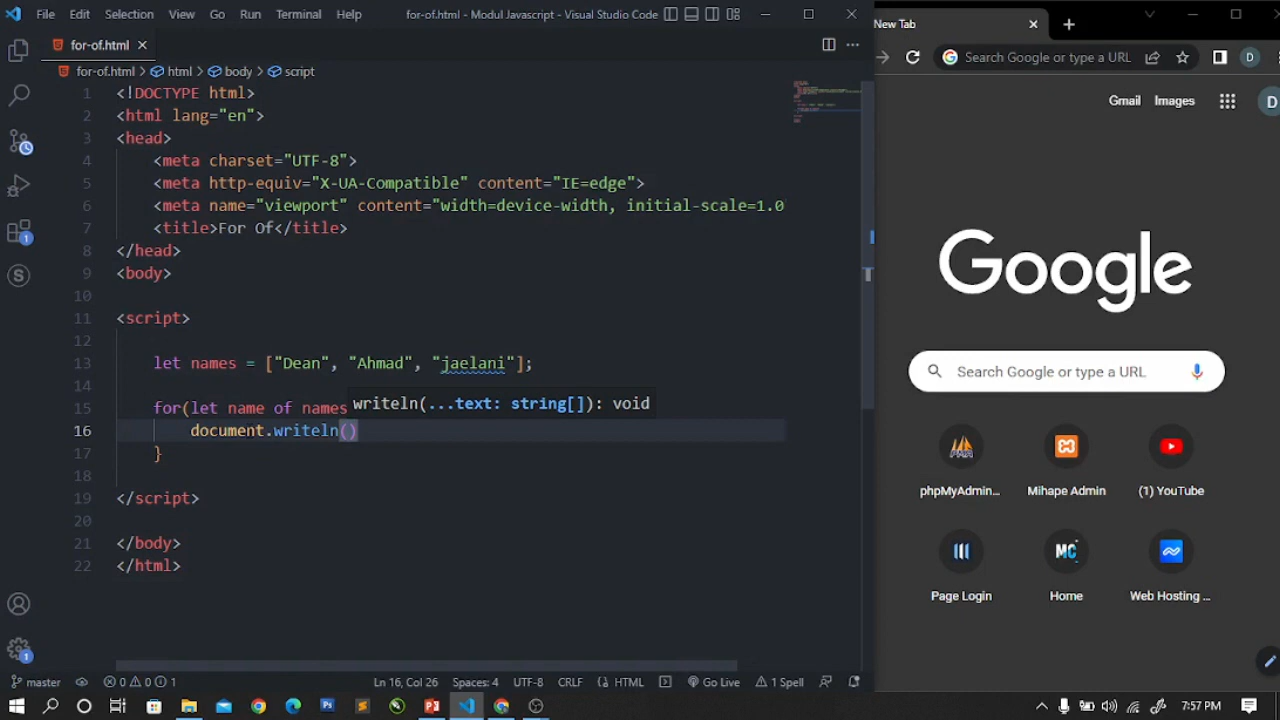 File Edit Selection View Go Run Terminal Help for-of.html - Modul Javascript - Visual Studio Code
for-of.html
for-of.html > html > body > script
1 <!DOCTYPE html>
2 <html lang="en">
3 <head>
4 <meta charset="UTF-8">
5 <meta http-equiv="X-UA-Compatible" content="IE=edge">
6 <meta name="viewport" content="width=device-width, initial-scale=1.0
7 <title>For Of</title>
8 </head>
9 <body>
10
11 <script>
12
13 let names = ["Dean", "Ahmad", "jaelani"];
14
15 for(let name of names
writeln(...text: string[]): void
16 document.writeln()
17 }
18
19 </script>
20
21 </body>
22 </html>
master 0 0 1 Ln 16, Col 26 Spaces: 4 UTF-8 CRLF HTML Go Live 1 Spell
New Tab
Search Google or type a URL
D
Gmail Images
D
Google
Search Google or type a URL
phpMyAdmin... Mihape Admin (1) YouTube
MC
Page Login Home Web Hosting ...
7:57 PM